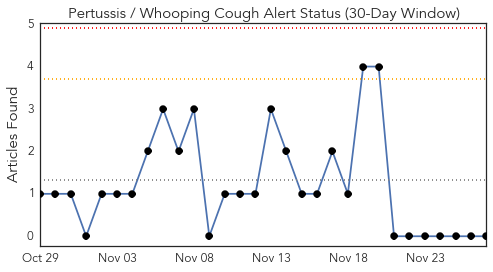 Pertussis / Whooping Cough Alert Status (30-Day Window)
Articles Found
5
4
3
2
1
0
Oct 29 Nov 03 Nov 08 Nov 13 Nov 18 Nov 23